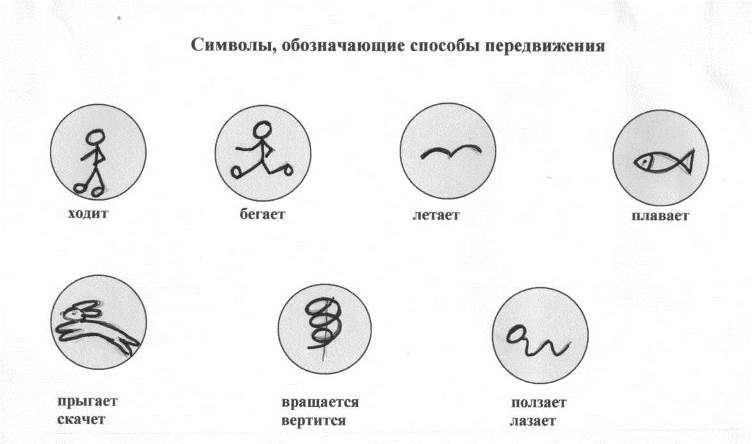 Символы, обозначающие способы передвижения
ходит
бегает
летает
плавает
прыгает
скачет
вращается
вертится
ползает
лазает